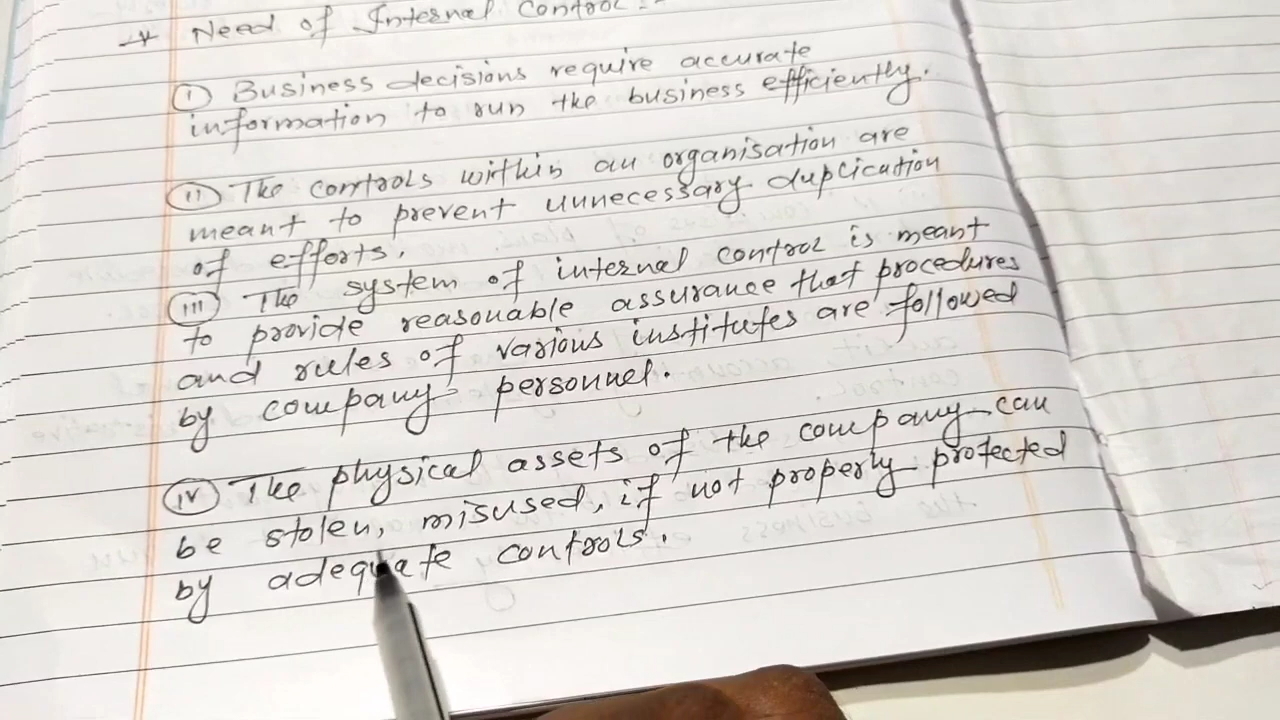 * Need of Internal Control :-
(i) Business decisions require accurate
information to run the business efficiently.
(ii) The controls within an organisation are
meant to prevent unnecessary duplication
of efforts.
(iii) The system of internal control is meant
to provide reasonable assurance that procedures
and rules of various institutes are followed
by company personnel.
(iv) The physical assets of the company can
be stolen, misused, if not properly protected
by adequate controls.